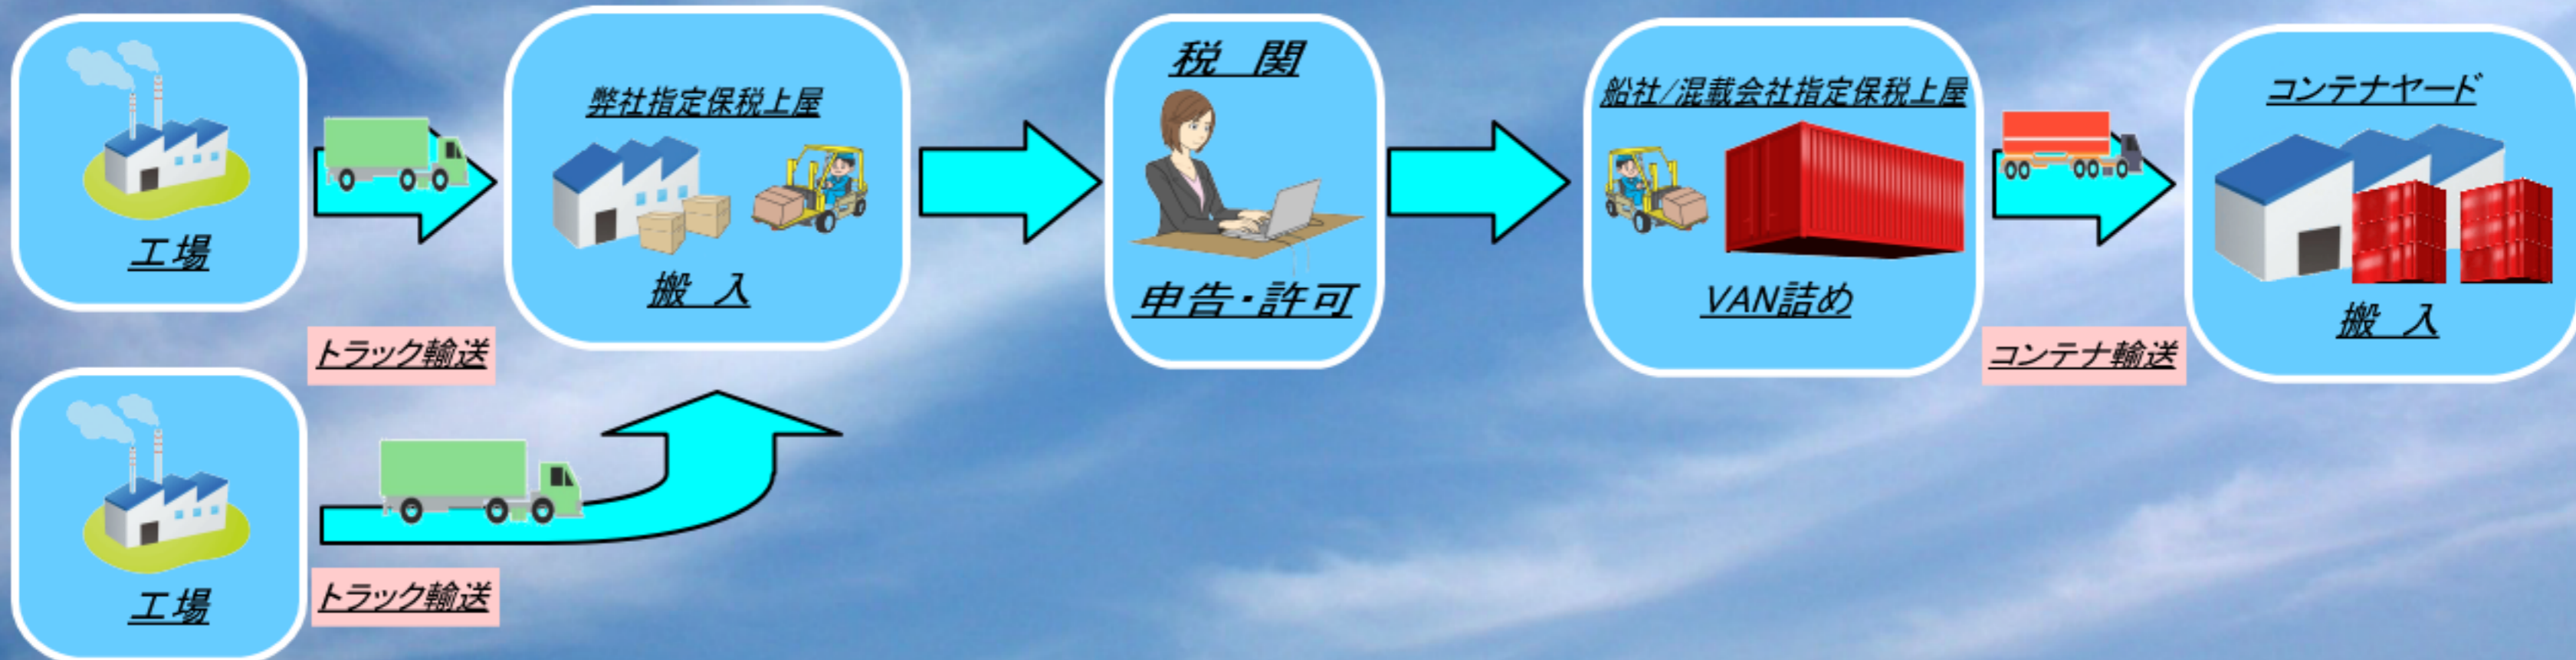 工場
トラック輸送
弊社指定保税上屋
搬　入
税　関
申告・許可
船社/混載会社指定保税上屋
VAN詰め
コンテナ輸送
コンテナヤード
搬　入
工場
トラック輸送